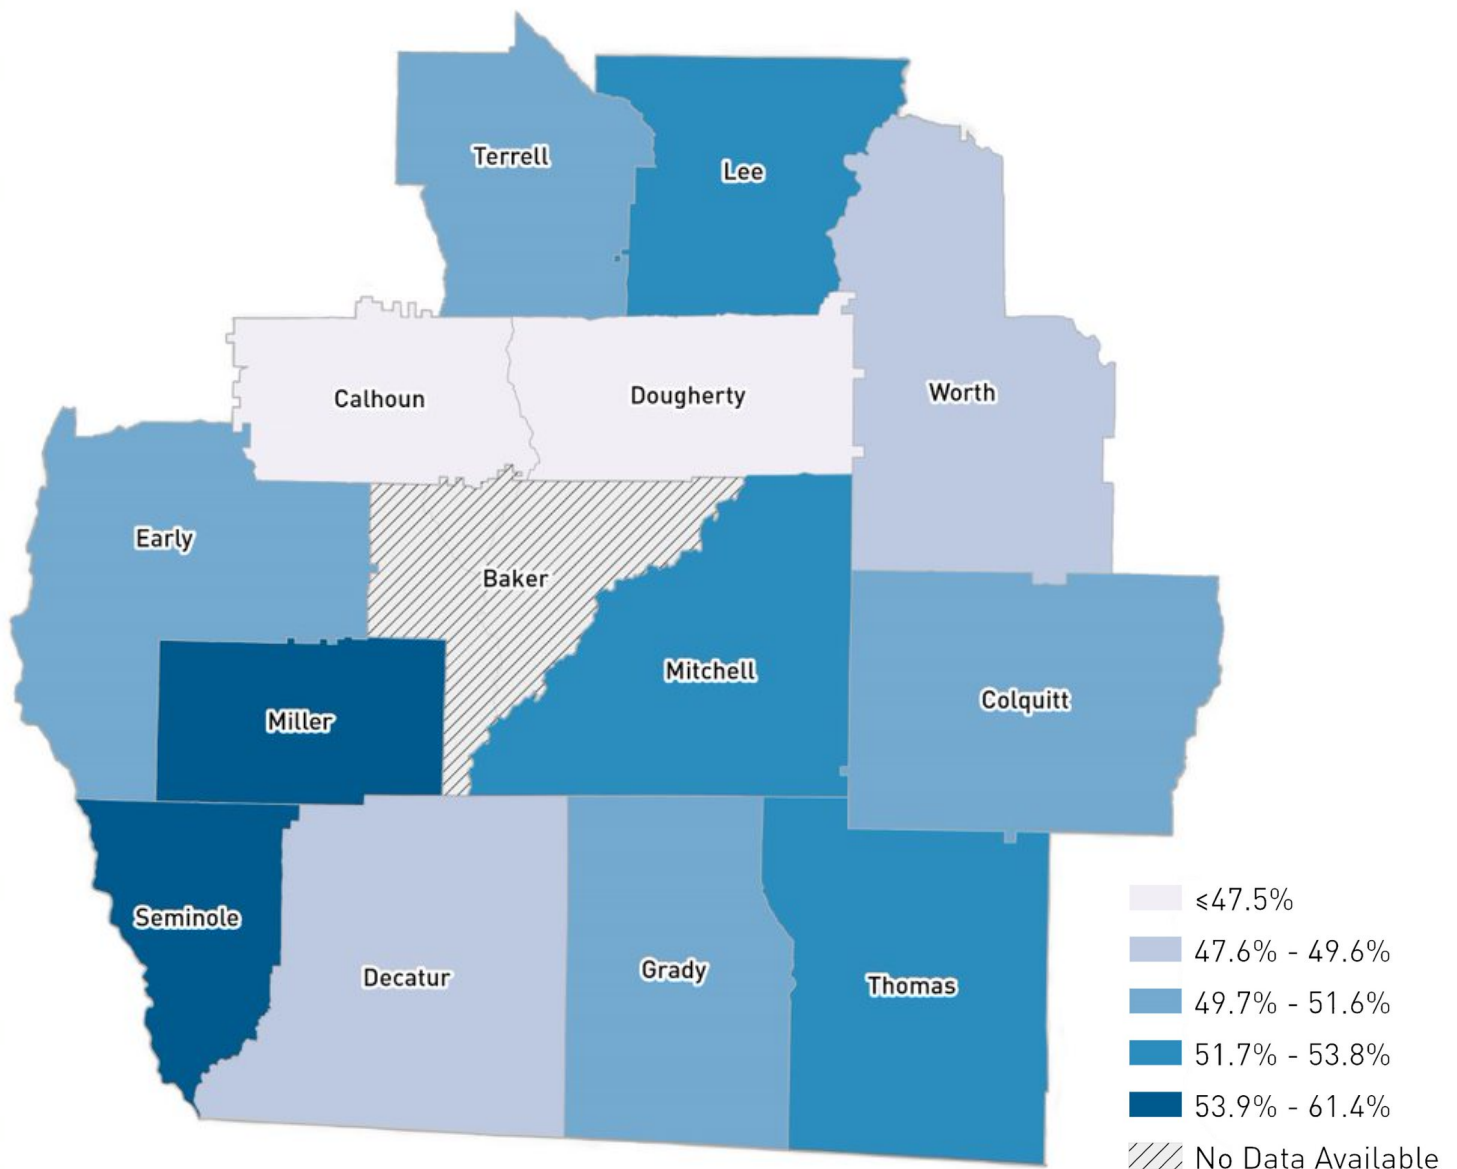 Terrell
Lee
Calhoun
Dougherty
Worth
Early
Baker
Mitchell
Colquitt
Miller
Seminole
Decatur
Grady
Thomas
≤47.5%
47.6% - 49.6%
49.7% - 51.6%
51.7% - 53.8%
53.9% - 61.4%
No Data Available